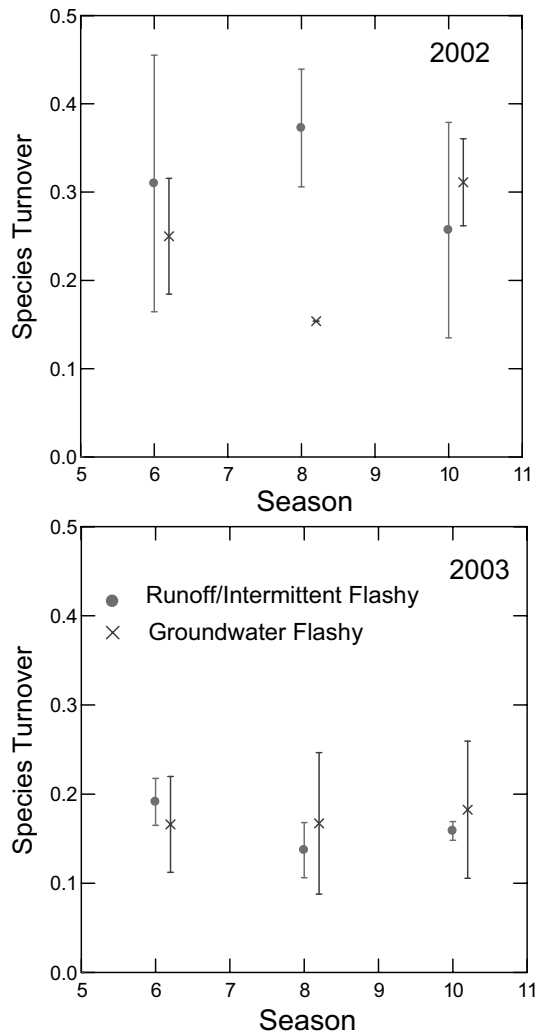 0.5
2002
0.4
0.3
0.2
0.1
0.0
Species Turnover
5 6 7 8 9 10 11
Season
0.5
2003
Runoff/Intermittent Flashy
Groundwater Flashy
0.4
0.3
0.2
0.1
0.0
Species Turnover
5 6 7 8 9 10 11
Season